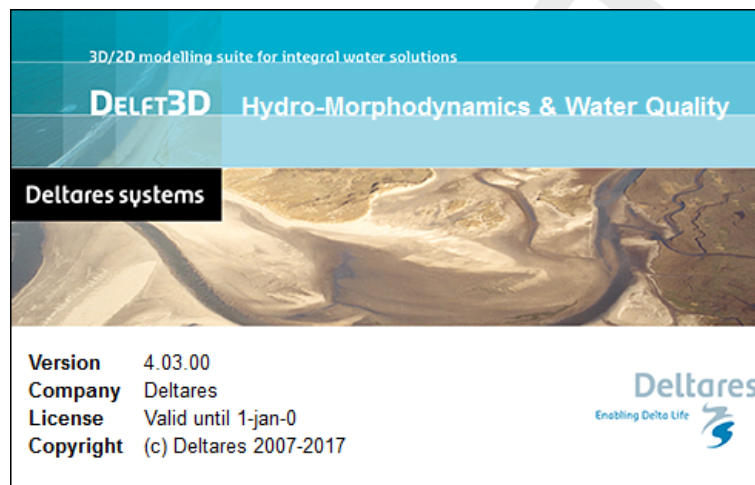 3D/2D modelling suite for integral water solutions
DELFT3D Hydro-Morphodynamics & Water Quality
Deltares systems
Version 4.03.00
Company Deltares
License Valid until 1-jan-0
Copyright (c) Deltares 2007-2017
Deltares
Enabling Delta Life